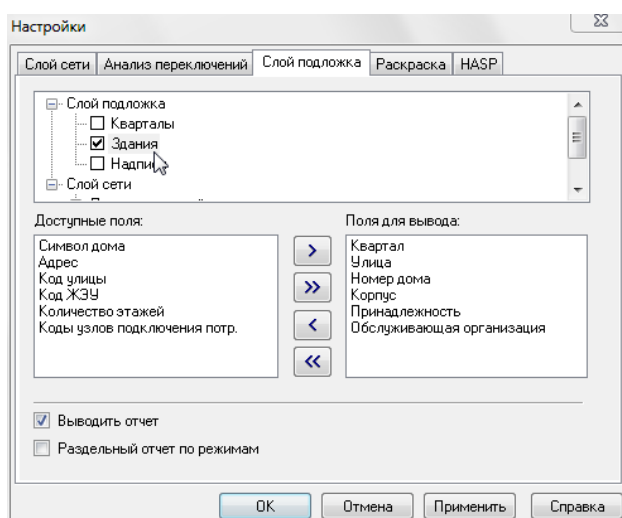 Настройки
Слой сети Анализ переключений Слой подложка Раскраска HASP
Слой подложка
Кварталы
Здания
Надпи
Слой сети
Доступные поля: Поля для вывода:
Символ дома Квартал
Адрес Улица
Код улицы Номер дома
Код ЖЭУ Корпус
Количество этажей Принадлежность
Коды узлов подключения потр. Обслуживающая организация
>
>>
<
<<
Выводить отчет
Раздельный отчет по режимам
OK Отмена Применить Справка